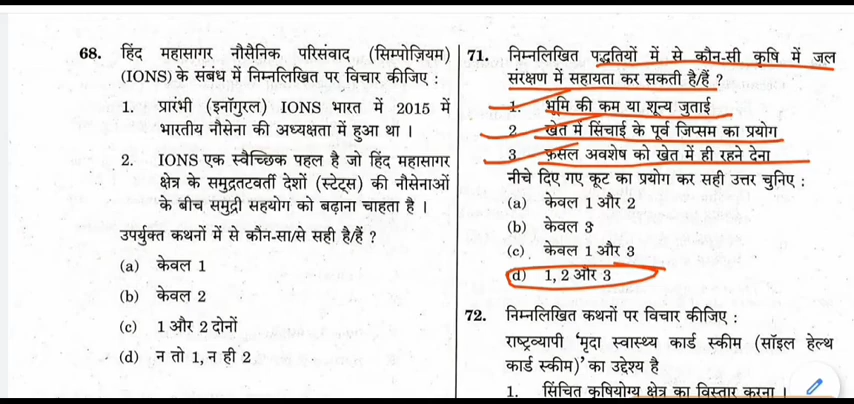 68. हिंद महासागर नौसैनिक परिसंवाद (सिम्पोज़ियम)
(IONS) के संबंध में निम्नलिखित पर विचार कीजिए :
1. प्रारंभी (इनॉगुरल) IONS भारत में 2015 में
भारतीय नौसेना की अध्यक्षता में हुआ था ।
2. IONS एक स्वैच्छिक पहल है जो हिंद महासागर
क्षेत्र के समुद्रतटवर्ती देशों (स्टेट्स) की नौसेनाओं
के बीच समुद्री सहयोग को बढ़ाना चाहता है ।
उपर्युक्त कथनों में से कौन-सा/से सही है/हैं ?
(a) केवल 1
(b) केवल 2
(c) 1 और 2 दोनों
(d) न तो 1, न ही 2
71. निम्नलिखित पद्धतियों में से कौन-सी कृषि में जल
संरक्षण में सहायता कर सकती है/हैं ?
1. भूमि की कम या शून्य जुताई
2. खेत में सिंचाई के पूर्व जिप्सम का प्रयोग
3. फ़सल अवशेष को खेत में ही रहने देना
नीचे दिए गए कूट का प्रयोग कर सही उत्तर चुनिए :
(a) केवल 1 और 2
(b) केवल 3
(c) केवल 1 और 3
(d) 1, 2 और 3
72. निम्नलिखित कथनों पर विचार कीजिए :
राष्ट्रव्यापी ‘मृदा स्वास्थ्य कार्ड स्कीम (सॉइल हेल्थ
कार्ड स्कीम)’ का उद्देश्य है
1. सिंचित कृषियोग्य क्षेत्र का विस्तार करना ।